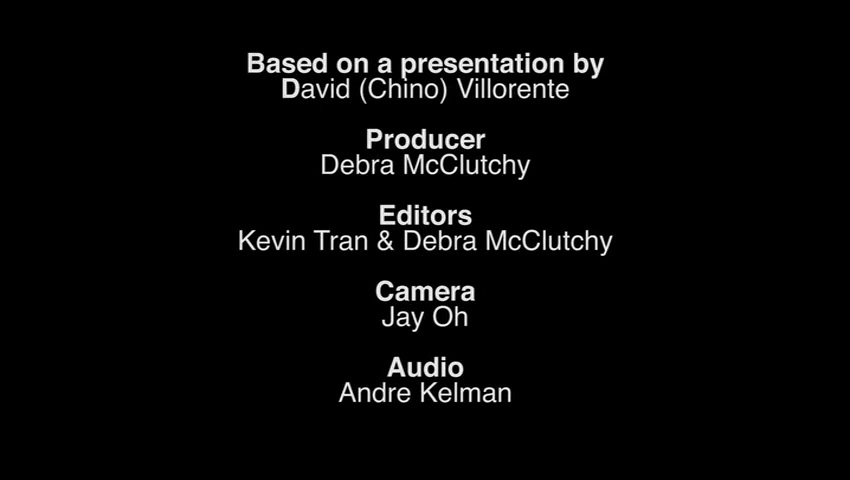 Based on a presentation by
David (Chino) Villorente
Producer
Debra McClutchy
Editors
Kevin Tran & Debra McClutchy
Camera
Jay Oh
Audio
Andre Kelman